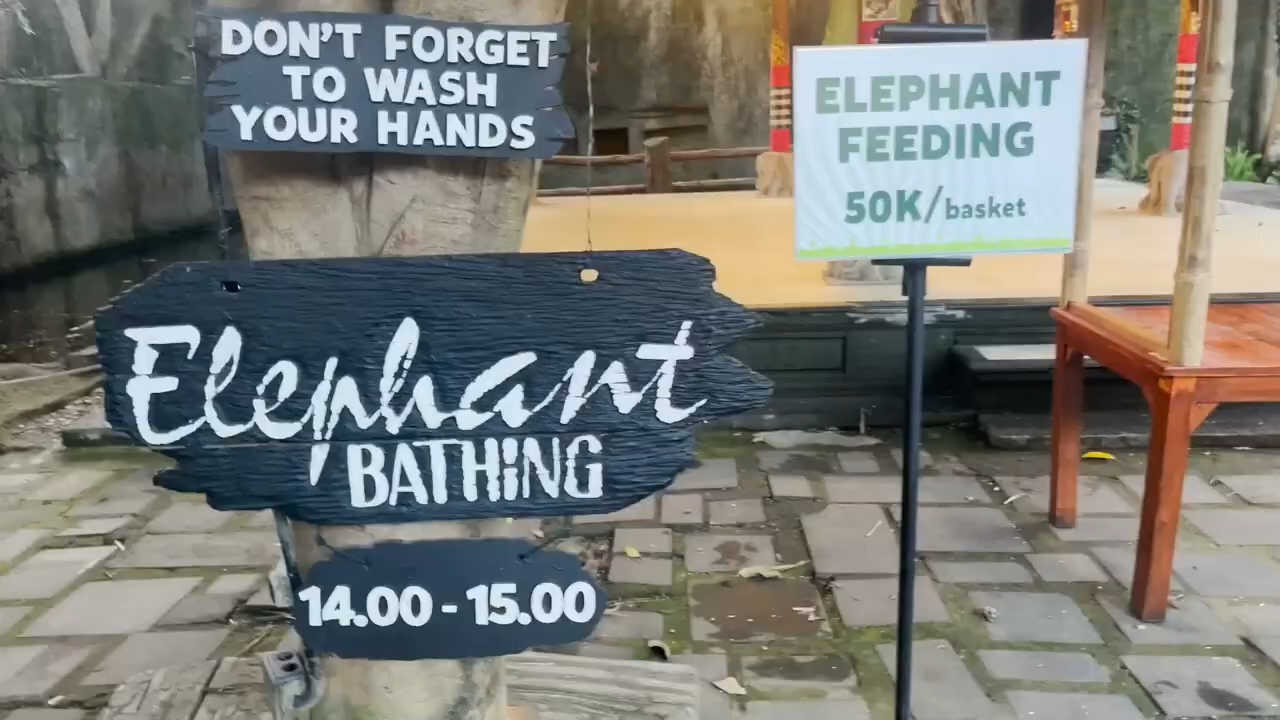 DON'T FORGET
TO WASH
YOUR HANDS
Elephant
BATHING
14.00 - 15.00
ELEPHANT
FEEDING
50K/basket